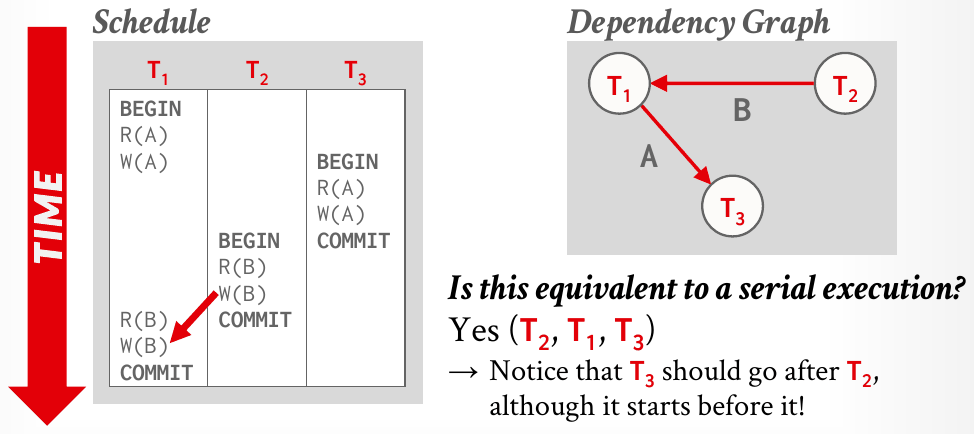 Schedule
Dependency Graph
TIME
T1 T2 T3
BEGIN
R(A)
W(A) BEGIN
R(A)
W(A)
BEGIN COMMIT
R(B)
W(B)
R(B) COMMIT
W(B)
COMMIT
T1 T2
B
A
T3
Is this equivalent to a serial execution?
Yes (T2, T1, T3)
→ Notice that T3 should go after T2,
although it starts before it!